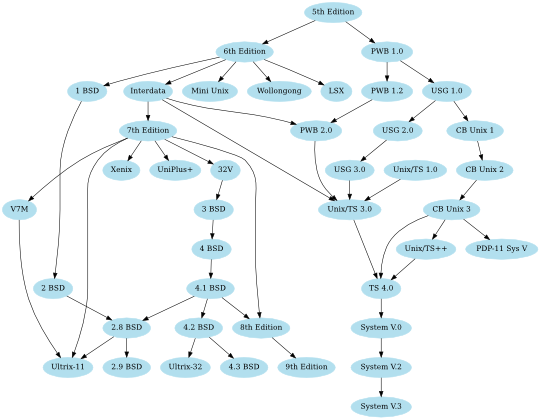 5th Edition
6th Edition
PWB 1.0
1 BSD
Interdata
Mini Unix
Wollongong
LSX
PWB 1.2
USG 1.0
7th Edition
PWB 2.0
USG 2.0
CB Unix 1
Xenix
UniPlus+
32V
USG 3.0
Unix/TS 1.0
CB Unix 2
V7M
3 BSD
Unix/TS 3.0
CB Unix 3
4 BSD
Unix/TS++
PDP-11 Sys V
2 BSD
4.1 BSD
TS 4.0
2.8 BSD
4.2 BSD
8th Edition
System V.0
Ultrix-11
2.9 BSD
Ultrix-32
4.3 BSD
9th Edition
System V.2
System V.3